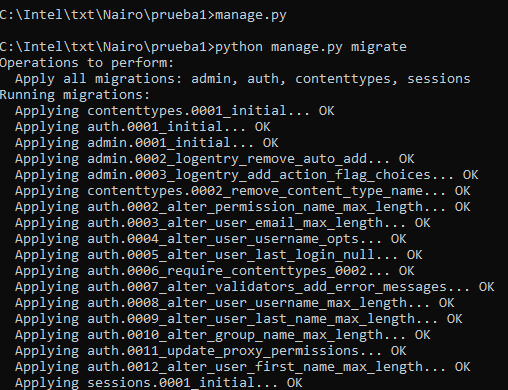 C:\Intel\txt\Nairo\prueba1>manage.py
C:\Intel\txt\Nairo\prueba1>python manage.py migrate
Operations to perform:
  Apply all migrations: admin, auth, contenttypes, sessions
Running migrations:
  Applying contenttypes.0001_initial... OK
  Applying auth.0001_initial... OK
  Applying admin.0001_initial... OK
  Applying admin.0002_logentry_remove_auto_add... OK
  Applying admin.0003_logentry_add_action_flag_choices... OK
  Applying contenttypes.0002_remove_content_type_name... OK
  Applying auth.0002_alter_permission_name_max_length... OK
  Applying auth.0003_alter_user_email_max_length... OK
  Applying auth.0004_alter_user_username_opts... OK
  Applying auth.0005_alter_user_last_login_null... OK
  Applying auth.0006_require_contenttypes_0002... OK
  Applying auth.0007_alter_validators_add_error_messages... OK
  Applying auth.0008_alter_user_username_max_length... OK
  Applying auth.0009_alter_user_last_name_max_length... OK
  Applying auth.0010_alter_group_name_max_length... OK
  Applying auth.0011_update_proxy_permissions... OK
  Applying auth.0012_alter_user_first_name_max_length... OK
  Applying sessions.0001_initial... OK